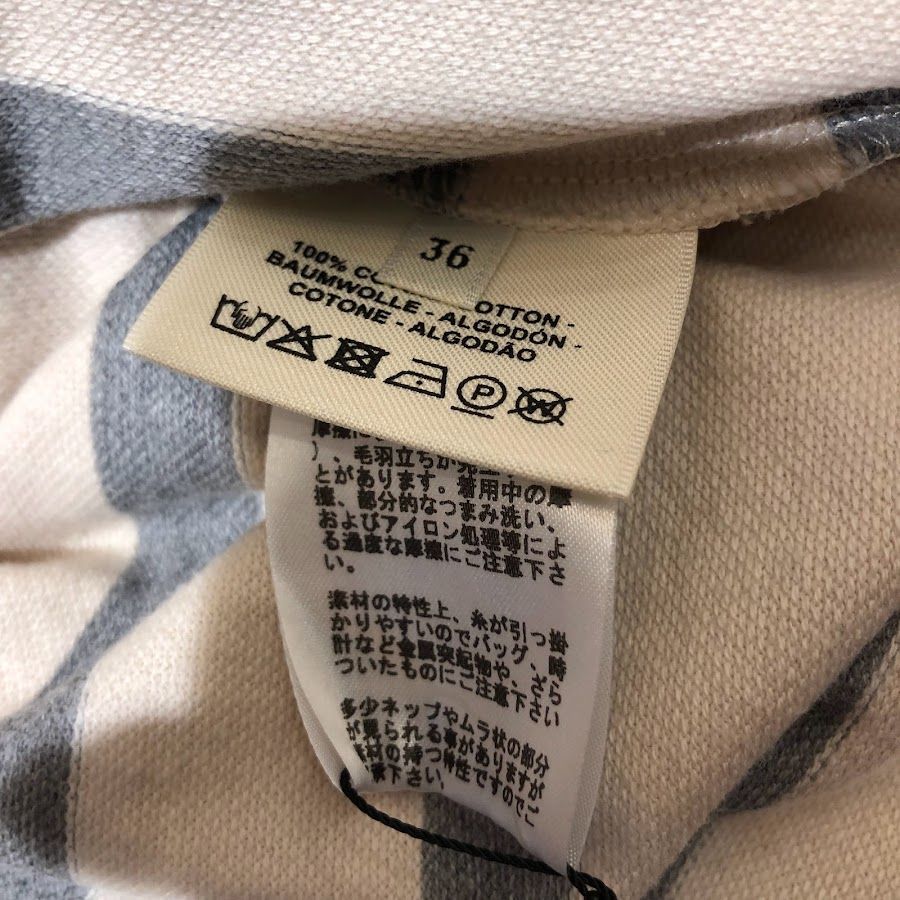 36
100% CO OTTON -
BAUMWOLLE - ALGODÓN -
COTONE - ALGODÃO
P
W
)、毛羽立ちが発生
とがあります。着用中の摩
擦、部分的なつまみ洗い、
およびアイロン処理等によ
る過度な摩擦にご注意下さ
い。
素材の特性上、糸が引っ掛
かりやすいのでバッグ、時
計など金属突起物や、ざら
ついたものにご注意下さい
多少ネップやムラ状の部分
が見られる事がありますが
素材の持つ特性ですのでご
下さい。